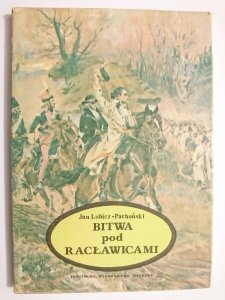 Jan Lubicz-Pachoński
BITWA
pod
RACŁAWICAMI
PAŃSTWOWE WYDAWNICTWO NAUKOWE